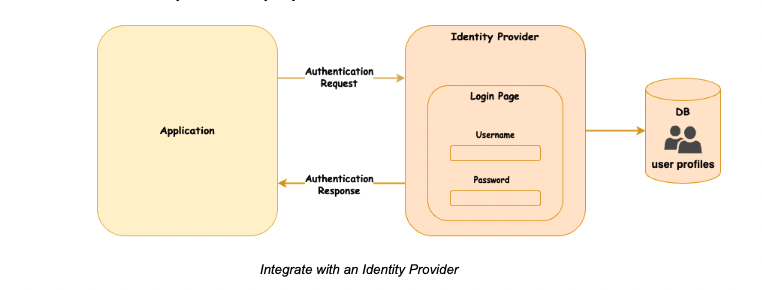 Identity Provider
Authentication
Request
Login Page
DB
Application
Username
user profiles
Authentication
Response
Password
Integrate with an Identity Provider